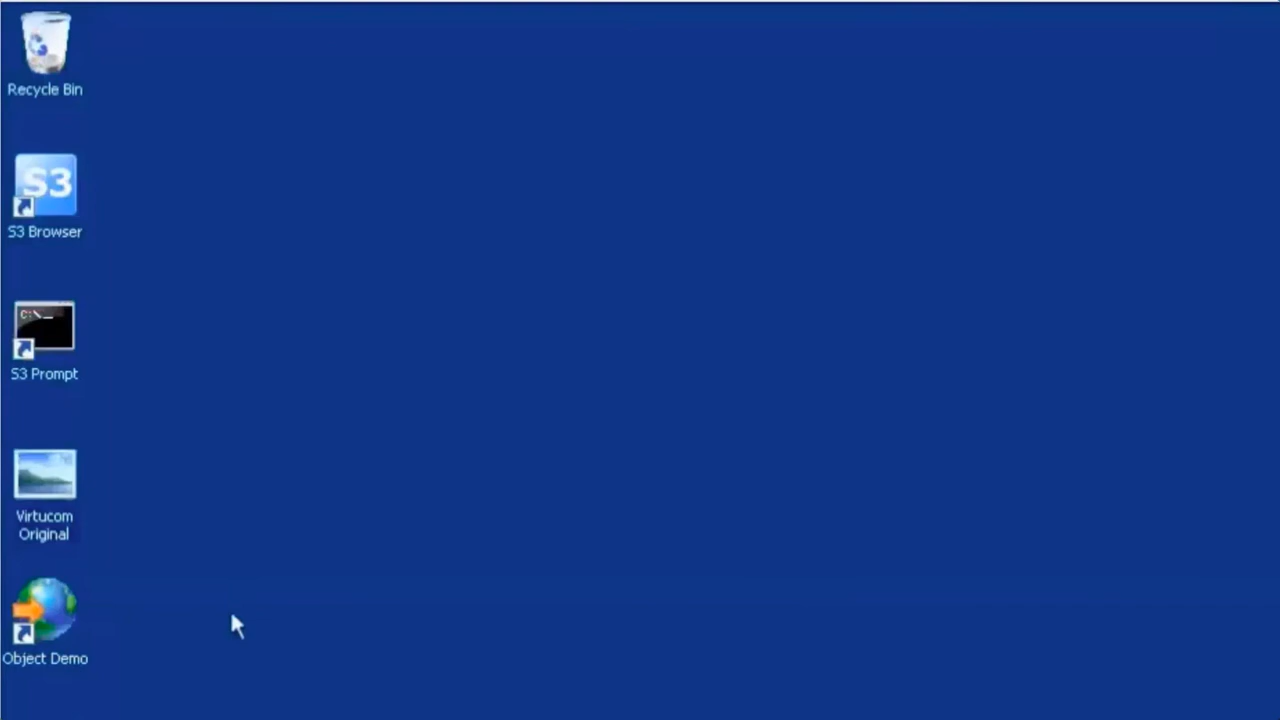 Recycle Bin
S3
S3 Browser
C:\_
S3 Prompt
Virtucom
Original
Object Demo